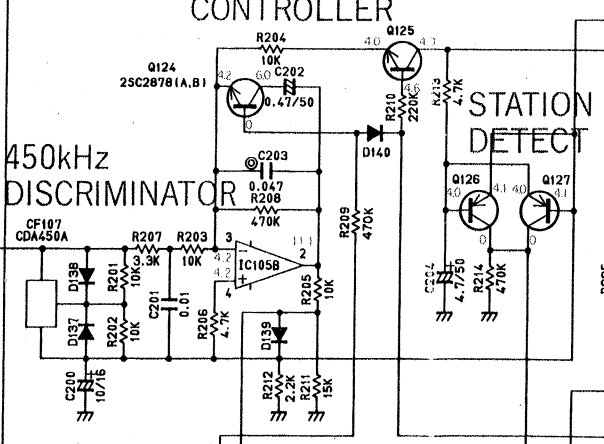 CONTROLLER
Q125
R204
10K
4.0
Q124
2SC2878(A,B)
4.2
6.0
C202
0.47/50
0
4.6
R210
220K
R213
4.7K
STATION
DETECT
D140
450kHz
DISCRIMINATOR
C203
0.047
R208
470K
R209
470K
Q126
4.0
4.1
4.0
Q127
4.1
0
0
CF107
CDA450A
R207
3.3K
R203
10K
3
4.2
4.2
4
IC105B
2
D138
R201
10K
C201
0.01
R205
10K
R206
4.7K
D137
R202
10K
D139
C204
4.7/50
R214
470K
C200
10/16
R212
2.2K
R211
15K